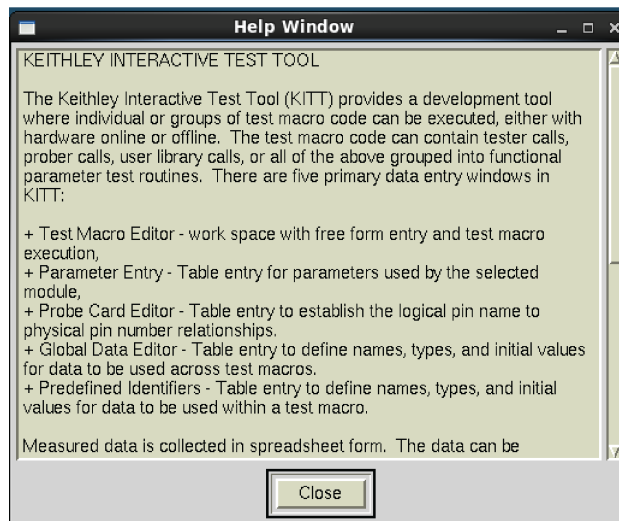 Help Window
KEITHLEY INTERACTIVE TEST TOOL
The Keithley Interactive Test Tool (KITT) provides a development tool
where individual or groups of test macro code can be executed, either with
hardware online or offline.  The test macro code can contain tester calls,
prober calls, user library calls, or all of the above grouped into functional
parameter test routines.  There are five primary data entry windows in
KITT:
+ Test Macro Editor - work space with free form entry and test macro
execution,
+ Parameter Entry - Table entry for parameters used by the selected
module,
+ Probe Card Editor - Table entry to establish the logical pin name to
physical pin number relationships.
+ Global Data Editor - Table entry to define names, types, and initial values
for data to be used across test macros.
+ Predefined Identifiers - Table entry to define names, types, and initial
values for data to be used within a test macro.
Measured data is collected in spreadsheet form.  The data can be
Close